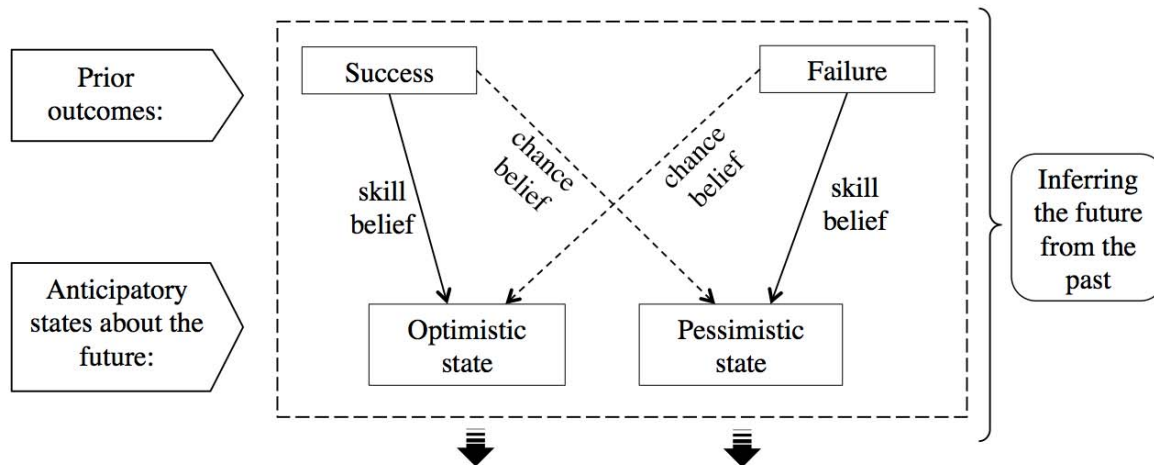 Prior
outcomes:
Success
Failure
skill
belief
chance
belief
chance
belief
skill
belief
Inferring
the future
from the
past
Anticipatory
states about the
future:
Optimistic
state
Pessimistic
state